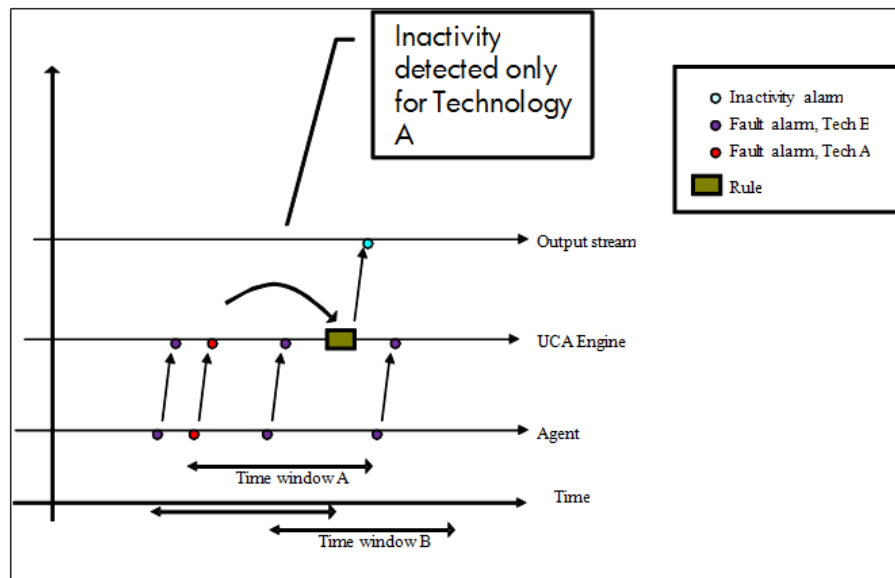 Inactivity
detected only
for Technology
A
Inactivity alarm
Fault alarm, Tech B
Fault alarm, Tech A
Rule
Output stream
UCA Engine
Agent
Time window A
Time
Time window B